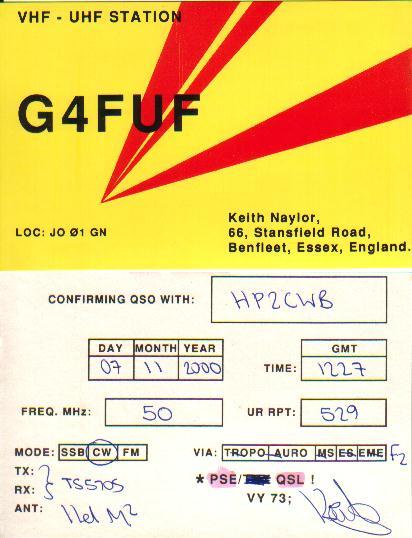 VHF - UHF STATION
G4FUF
LOC: JO Ø1 GN
Keith Naylor,
66, Stansfield Road,
Benfleet, Essex, England.
CONFIRMING QSO WITH: HP2CWB
DAY MONTH YEAR
07 11 2000
GMT
TIME: 1227
FREQ. MHz: 50
UR RPT: 529
MODE: SSB CW FM
VIA: TROPO AURO MS ES EME F2
TX:
RX: TS570S
* PSE/ QSL !
ANT: Hel M²
VY 73;